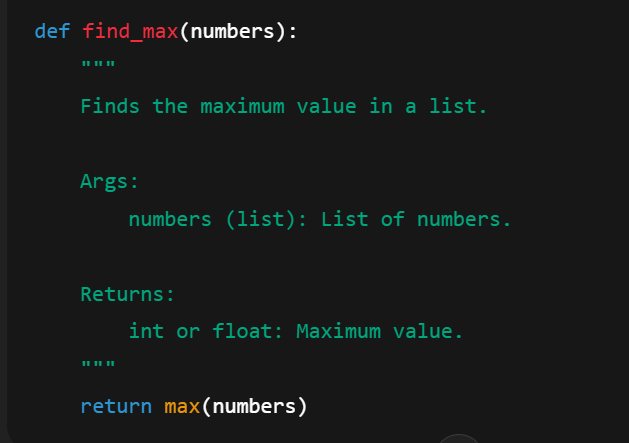 def find_max(numbers):
    """
    Finds the maximum value in a list.

    Args:
        numbers (list): List of numbers.

    Returns:
        int or float: Maximum value.
    """
    return max(numbers)